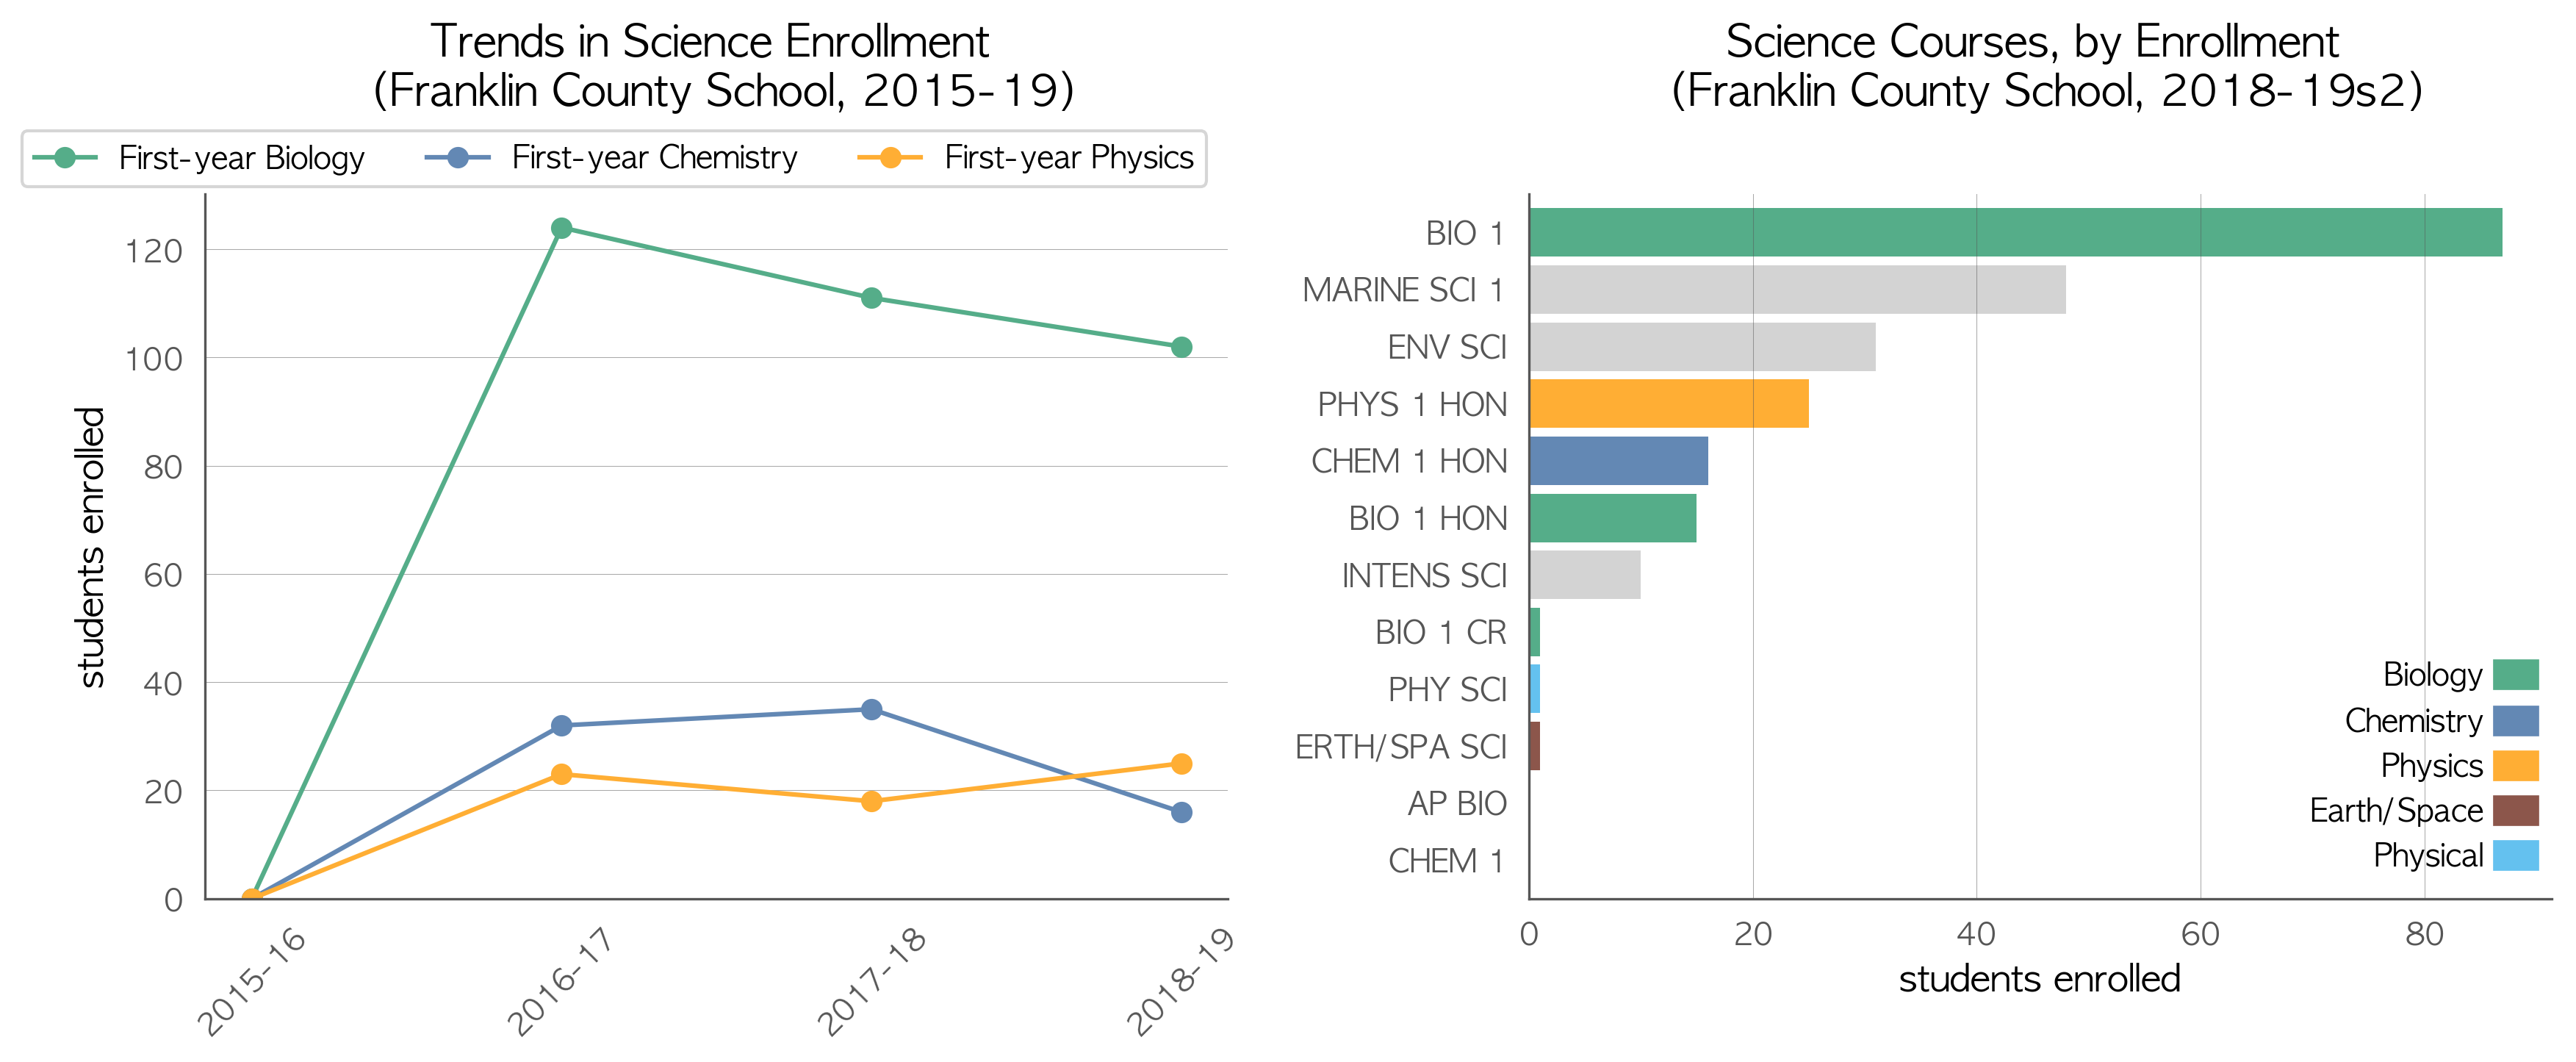 Trends in Science Enrollment
(Franklin County School, 2015-19)
First-year Biology
First-year Chemistry
First-year Physics
students enrolled
120
100
80
60
40
20
0
2015-16
2016-17
2017-18
2018-19
Science Courses, by Enrollment
(Franklin County School, 2018-19s2)
BIO 1
MARINE SCI 1
ENV SCI
PHYS 1 HON
CHEM 1 HON
BIO 1 HON
INTENS SCI
BIO 1 CR
PHY SCI
ERTH/SPA SCI
AP BIO
CHEM 1
Biology
Chemistry
Physics
Earth/Space
Physical
0
20
40
60
80
students enrolled